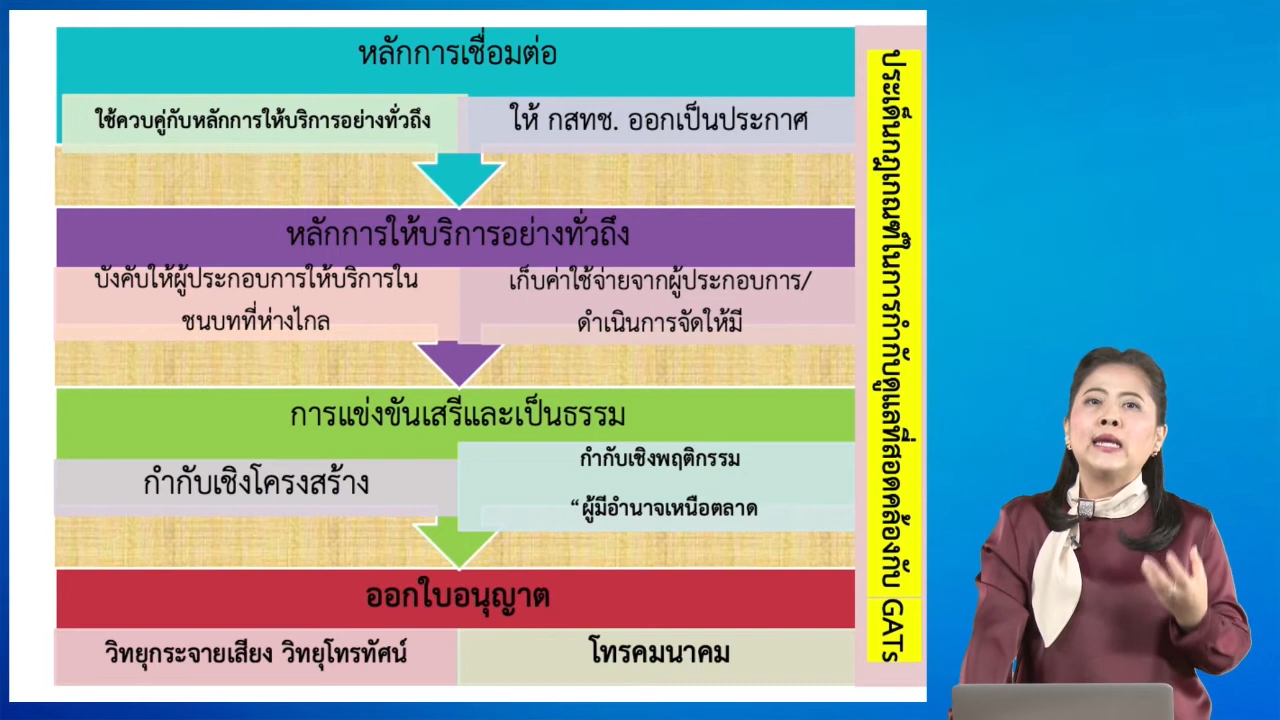 หลักการเชื่อมต่อ
ใช้ควบคู่กับหลักการให้บริการอย่างทั่วถึง
ให้ กสทช. ออกเป็นประกาศ
หลักการให้บริการอย่างทั่วถึง
บังคับให้ผู้ประกอบการให้บริการใน
ชนบทที่ห่างไกล
เก็บค่าใช้จ่ายจากผู้ประกอบการ/
ดำเนินการจัดให้มี
การแข่งขันเสรีและเป็นธรรม
กำกับเชิงโครงสร้าง
กำกับเชิงพฤติกรรม
“ผู้มีอำนาจเหนือตลาด
ออกใบอนุญาต
วิทยุกระจายเสียง วิทยุโทรทัศน์
โทรคมนาคม
ประเด็นกฎเกณฑ์ในการกำกับดูแลที่สอดคล้องกับ GATs